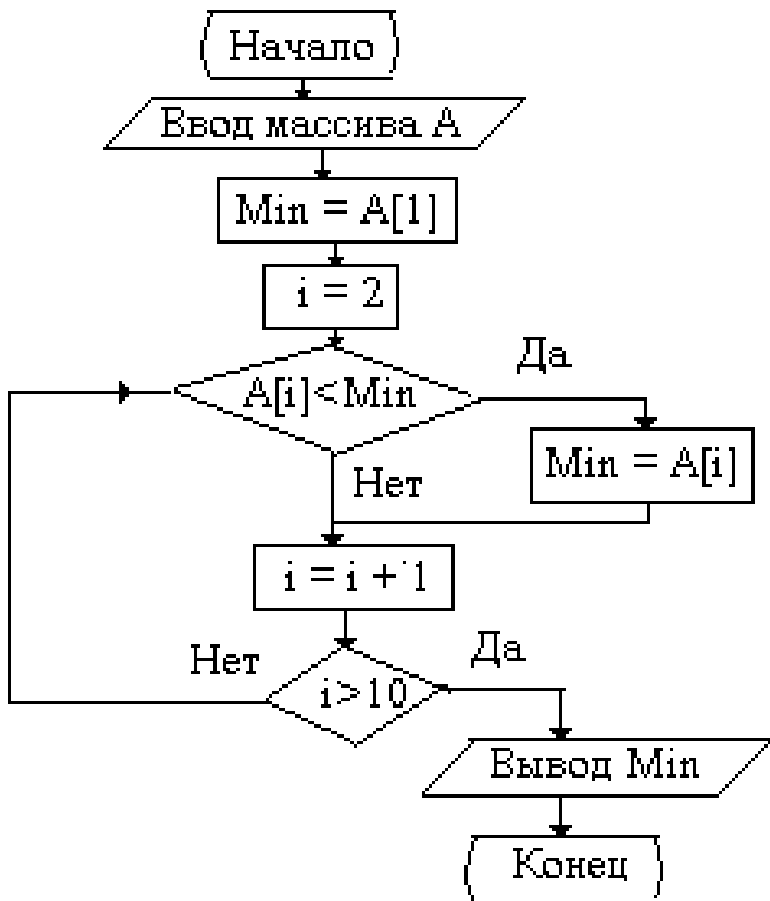 Начало
Ввод массива A
Min = A[1]
i = 2
A[i]<Min
Да
Min = A[i]
Нет
i = i + 1
Нет
Да
i>10
Вывод Min
Конец